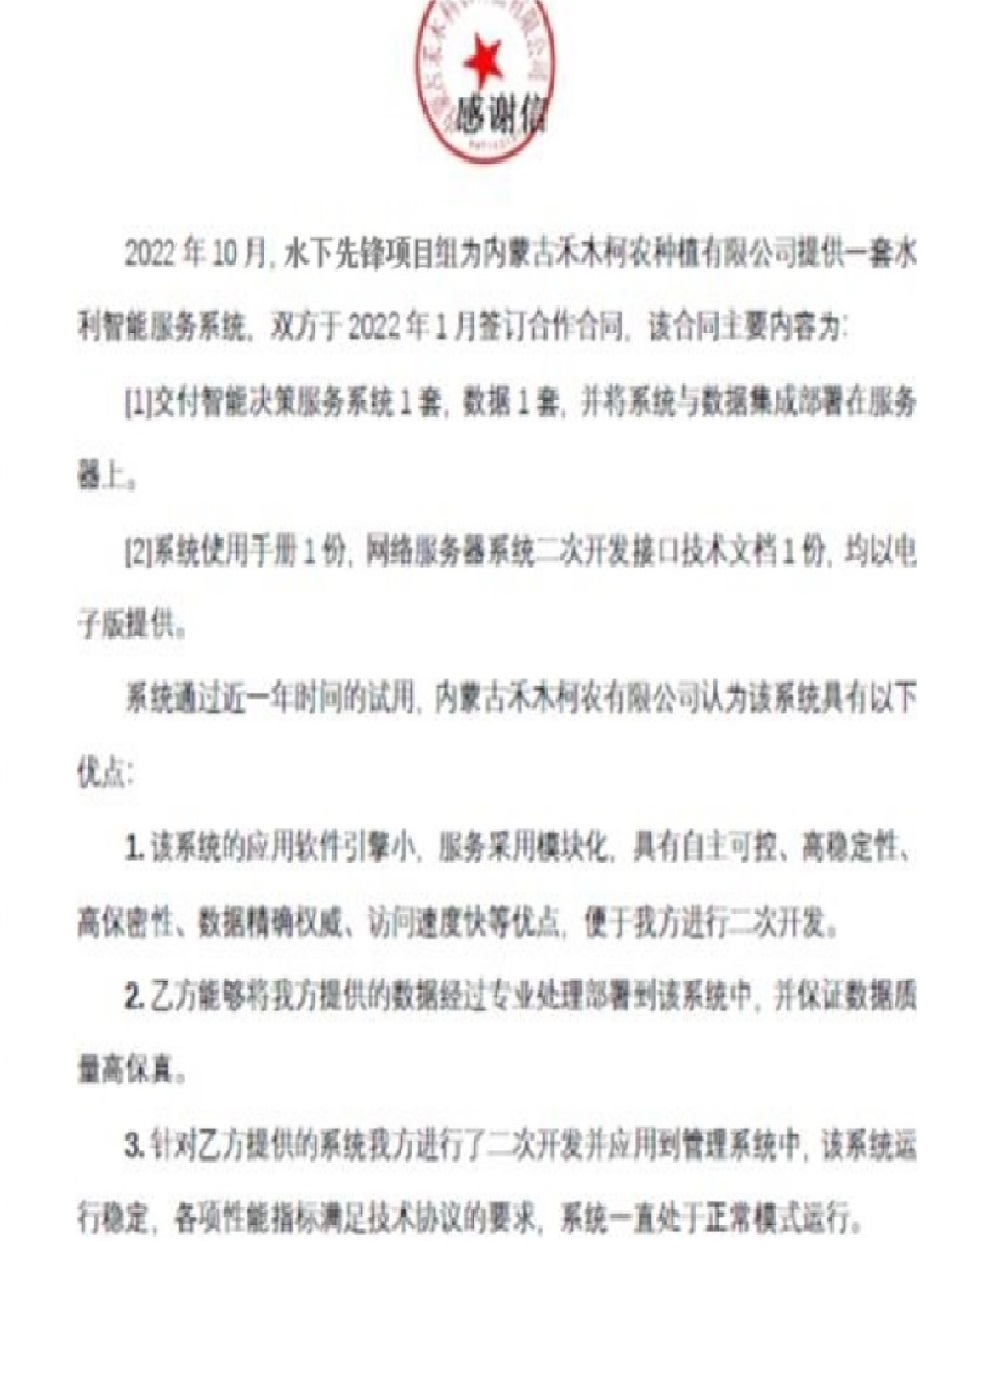 感谢信
2022 年 10 月, 水下先锋项目组为内蒙古禾木柯农种植有限公司提供一套水
利智能服务系统, 双方于 2022 年 1 月签订合作合同, 该合同主要内容为:
[1]交付智能决策服务系统 1 套, 数据 1 套, 并将系统与数据集成部署在服务
器上。
[2]系统使用手册 1 份, 网络服务器系统二次开发接口技术文档 1 份, 均以电
子版提供。
系统通过近一年时间的试用, 内蒙古禾木柯农有限公司认为该系统具有以下
优点:
1. 该系统的应用软件引擎小, 服务采用模块化, 具有自主可控、高稳定性、
高保密性、数据精确权威、访问速度快等优点, 便于我方进行二次开发。
2. 乙方能够将我方提供的数据经过专业处理部署到该系统中, 并保证数据质
量高保真。
3. 针对乙方提供的系统我方进行了二次开发并应用到管理系统中, 该系统运
行稳定, 各项性能指标满足技术协议的要求, 系统一直处于正常模式运行。